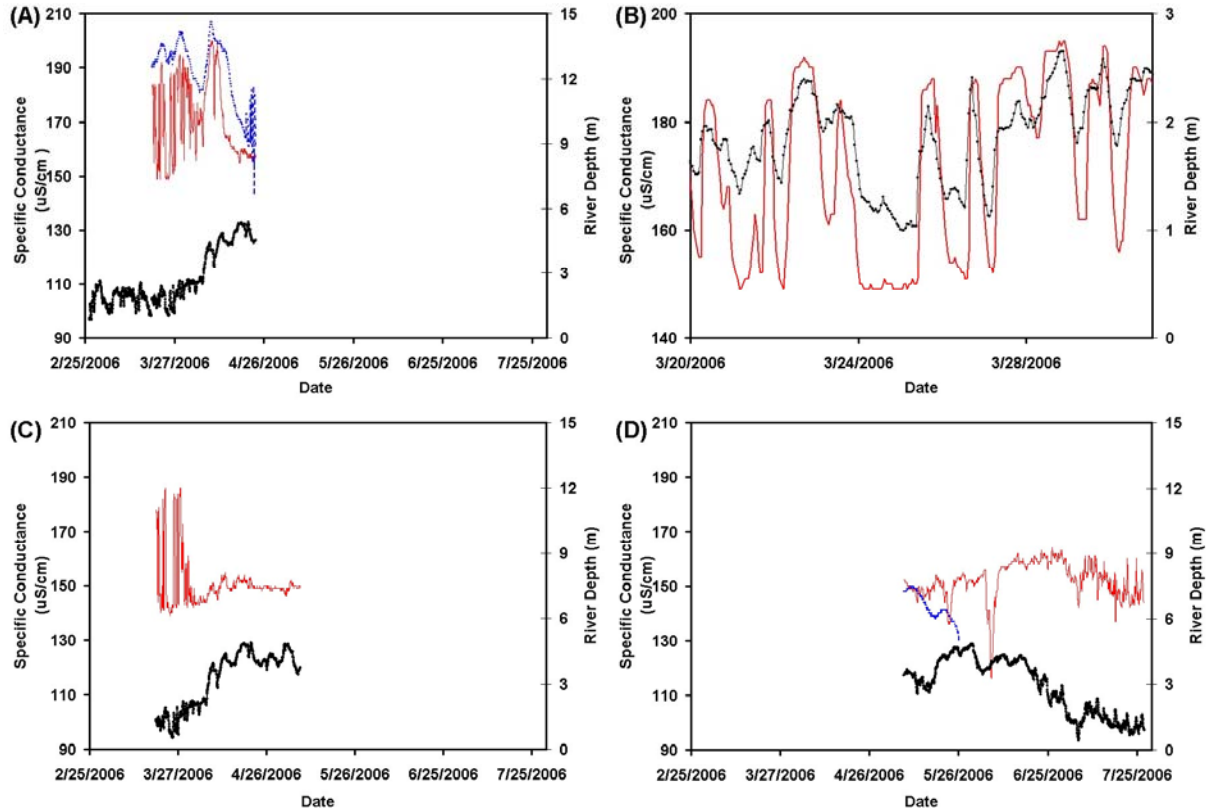 (A)
210
190
170
150
130
110
90
Specific Conductance
(uS/cm)
15
12
9
6
3
0
River Depth (m)
2/25/2006 3/27/2006 4/26/2006 5/26/2006 6/25/2006 7/25/2006
Date
(B)
200
180
160
140
Specific Conductance
(uS/cm)
3
2
1
0
River Depth (m)
3/20/2006 3/24/2006 3/28/2006
Date
(C)
210
190
170
150
130
110
90
Specific Conductance
(uS/cm)
15
12
9
6
3
0
River Depth (m)
2/25/2006 3/27/2006 4/26/2006 5/26/2006 6/25/2006 7/25/2006
Date
(D)
210
190
170
150
130
110
90
Specific Conductance
(uS/cm)
15
12
9
6
3
0
River Depth (m)
2/25/2006 3/27/2006 4/26/2006 5/26/2006 6/25/2006 7/25/2006
Date